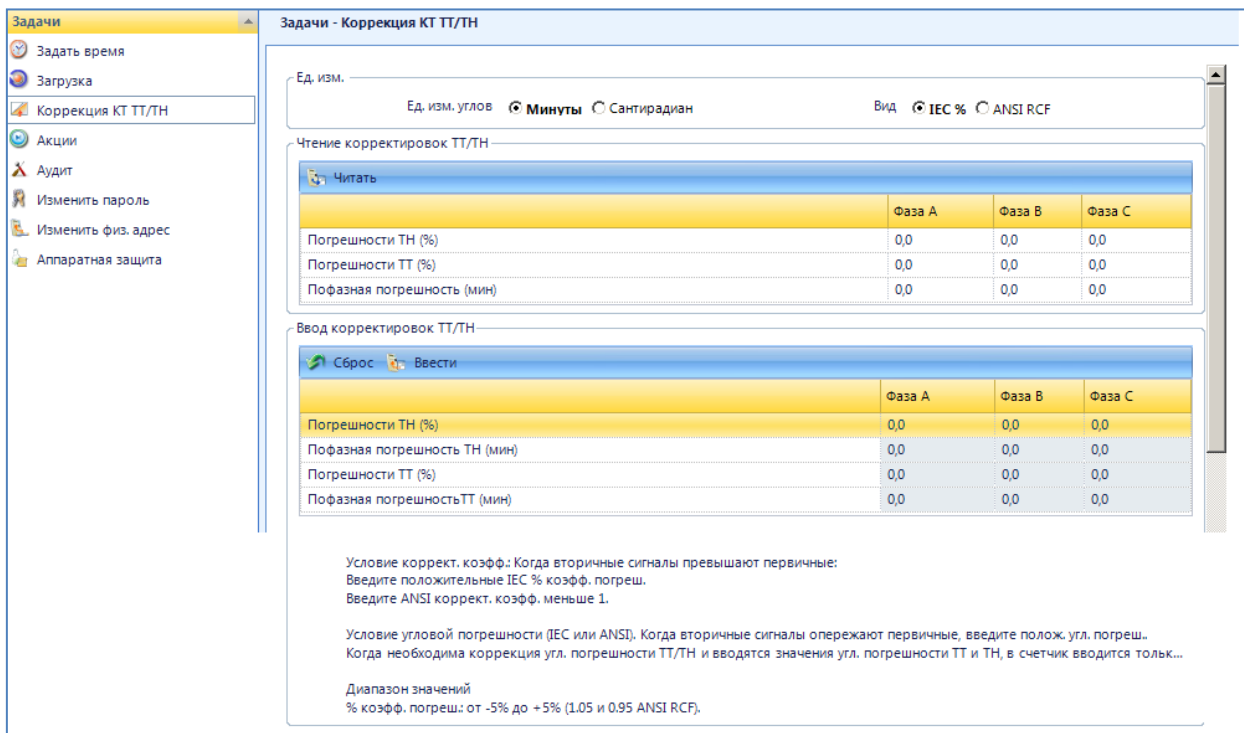 Задачи
Задать время
Загрузка
Коррекция КТ ТТ/ТН
Акции
Аудит
Изменить пароль
Изменить физ. адрес
Аппаратная защита
Задачи - Коррекция КТ ТТ/ТН
Ед. изм.
Ед. изм. углов Минуты Сантирадиан Вид IEC % ANSI RCF
Чтение корректировок ТТ/ТН
Читать
Фаза A Фаза B Фаза C
Погрешности ТН (%) 0,0 0,0 0,0
Погрешности ТТ (%) 0,0 0,0 0,0
Пофазная погрешность (мин) 0,0 0,0 0,0
Ввод корректировок ТТ/ТН
Сброс Ввести
Фаза A Фаза B Фаза C
Погрешности ТН (%) 0,0 0,0 0,0
Пофазная погрешность ТН (мин) 0,0 0,0 0,0
Погрешности ТТ (%) 0,0 0,0 0,0
Пофазная погрешностьТТ (мин) 0,0 0,0 0,0
Условие коррект. коэфф.: Когда вторичные сигналы превышают первичные:
Введите положительные IEC % коэфф. погреш.
Введите ANSI коррект. коэфф. меньше 1.
Условие угловой погрешности (IEC или ANSI). Когда вторичные сигналы опережают первичные, введите полож. угл. погреш..
Когда необходима коррекция угл. погрешности ТТ/ТН и вводятся значения угл. погрешности ТТ и ТН, в счетчик вводится тольк...
Диапазон значений
% коэфф. погреш.: от -5% до +5% (1.05 и 0.95 ANSI RCF).